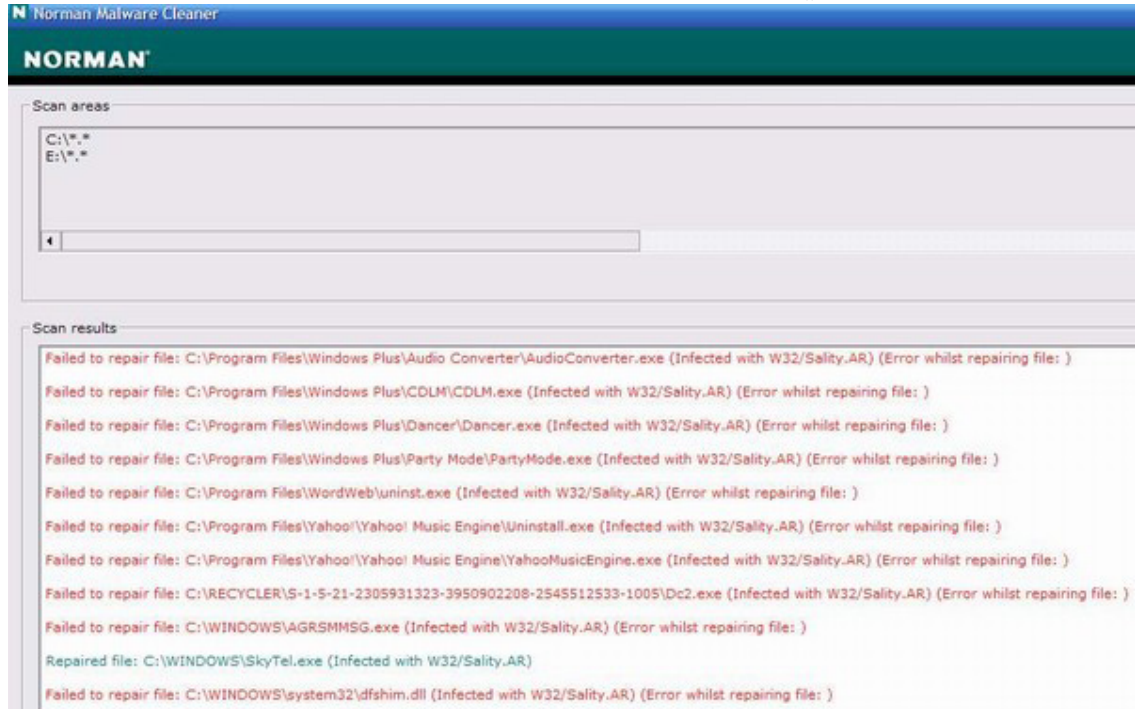 Norman Malware Cleaner
NORMAN®
Scan areas
C:\*.*
E:\*.*
Scan results
Failed to repair file: C:\Program Files\Windows Plus\Audio Converter\AudioConverter.exe (Infected with W32/Sality.AR) (Error whilst repairing file: )
Failed to repair file: C:\Program Files\Windows Plus\CDLM\CDLM.exe (Infected with W32/Sality.AR) (Error whilst repairing file: )
Failed to repair file: C:\Program Files\Windows Plus\Dancer\Dancer.exe (Infected with W32/Sality.AR) (Error whilst repairing file: )
Failed to repair file: C:\Program Files\Windows Plus\Party Mode\PartyMode.exe (Infected with W32/Sality.AR) (Error whilst repairing file: )
Failed to repair file: C:\Program Files\WordWeb\uninst.exe (Infected with W32/Sality.AR) (Error whilst repairing file: )
Failed to repair file: C:\Program Files\Yahoo!\Yahoo! Music Engine\Uninstall.exe (Infected with W32/Sality.AR) (Error whilst repairing file: )
Failed to repair file: C:\Program Files\Yahoo!\Yahoo! Music Engine\YahooMusicEngine.exe (Infected with W32/Sality.AR) (Error whilst repairing file: )
Failed to repair file: C:\RECYCLER\S-1-5-21-2305931323-3950902208-2545512533-1005\Dc2.exe (Infected with W32/Sality.AR) (Error whilst repairing file: )
Failed to repair file: C:\WINDOWS\AGRSMMSG.exe (Infected with W32/Sality.AR) (Error whilst repairing file: )
Repaired file: C:\WINDOWS\SkyTel.exe (Infected with W32/Sality.AR)
Failed to repair file: C:\WINDOWS\system32\dfshim.dll (Infected with W32/Sality.AR) (Error whilst repairing file: )